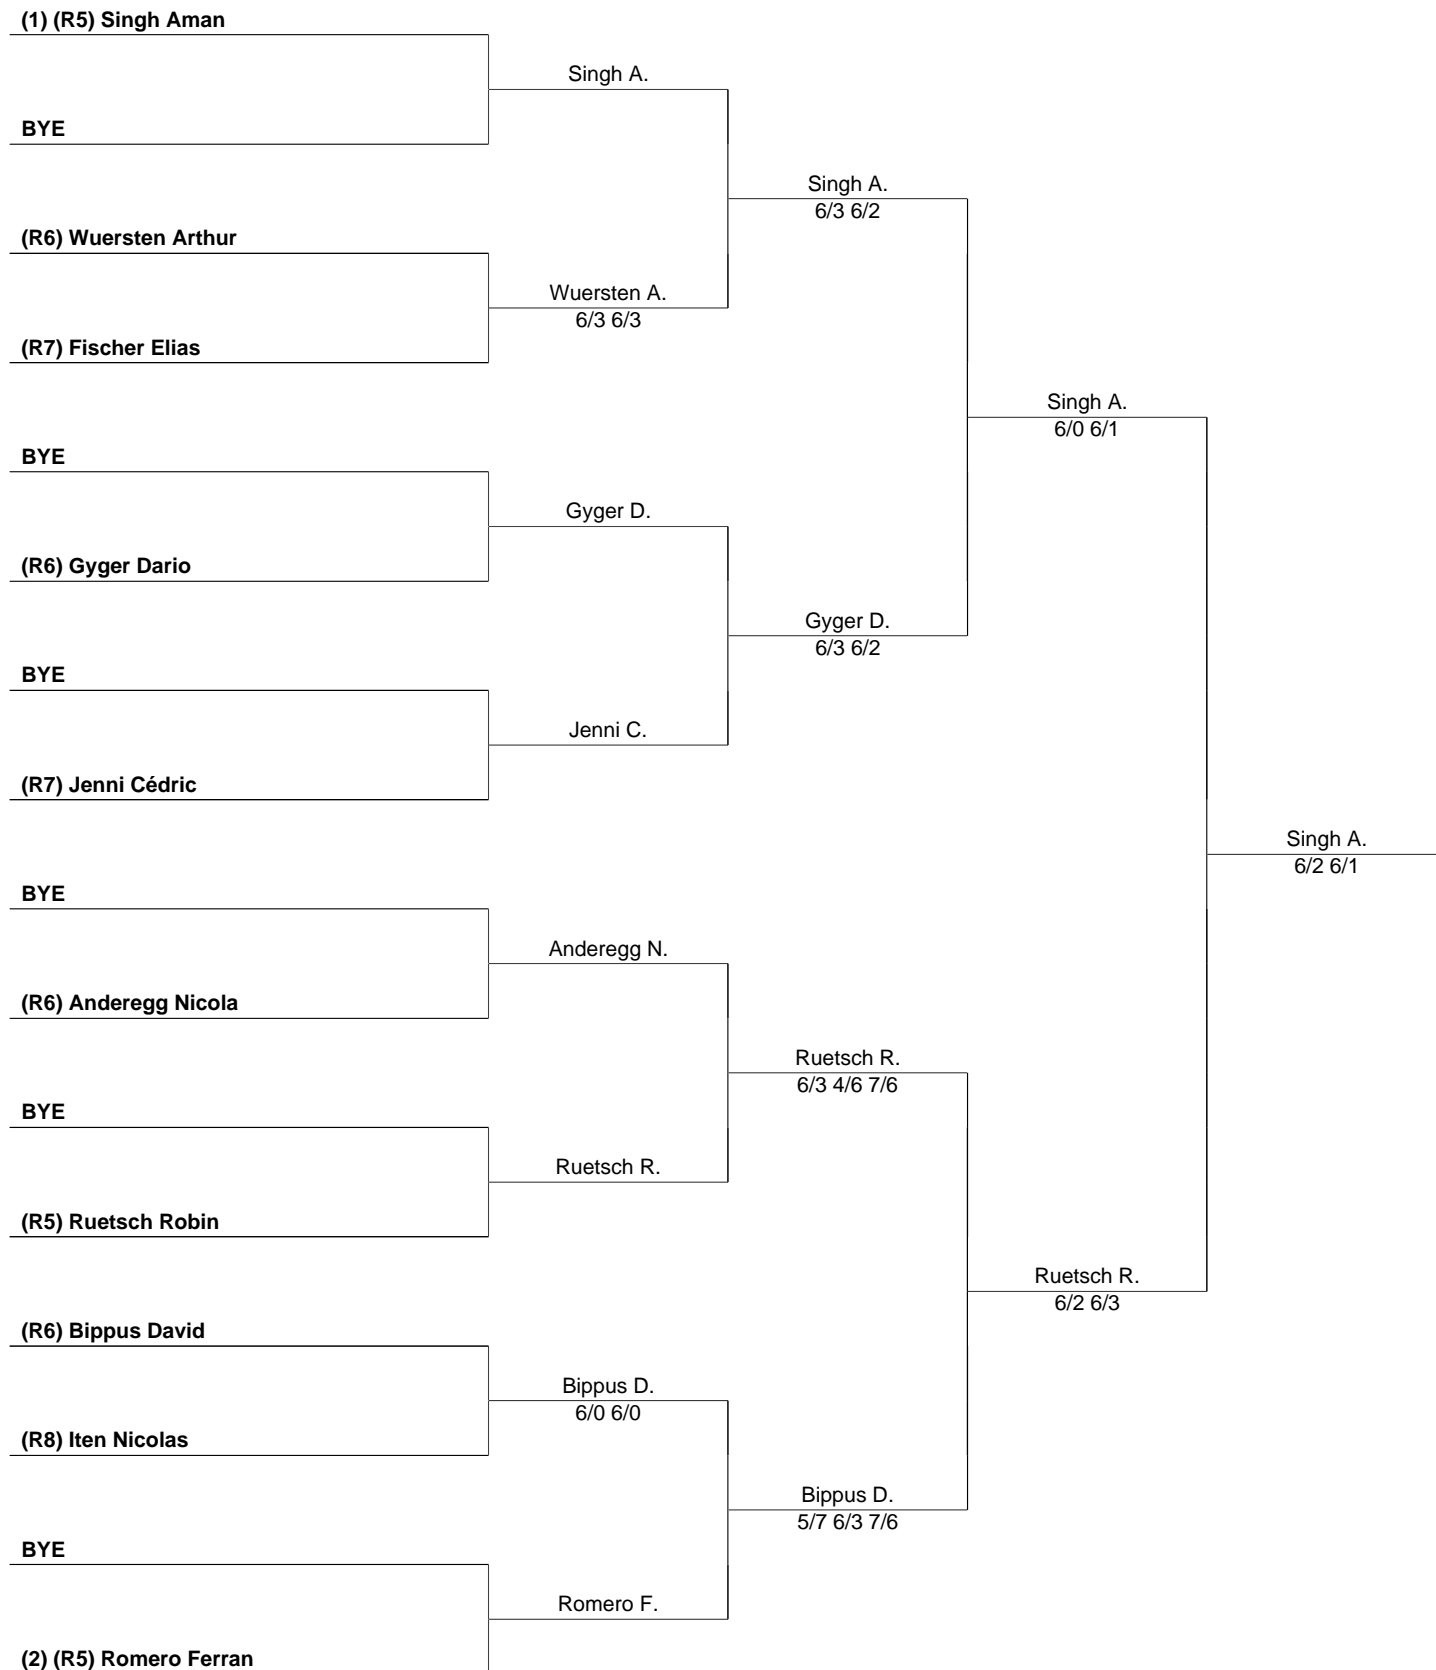 (1) (R5) Singh Aman
Singh A.
BYE
Singh A.
6/3 6/2
(R6) Wuersten Arthur
Wuersten A.
6/3 6/3
(R7) Fischer Elias
Singh A.
6/0 6/1
BYE
Gyger D.
(R6) Gyger Dario
Gyger D.
6/3 6/2
BYE
Jenni C.
(R7) Jenni Cédric
Singh A.
6/2 6/1
BYE
Anderegg N.
(R6) Anderegg Nicola
Ruetsch R.
6/3 4/6 7/6
BYE
Ruetsch R.
(R5) Ruetsch Robin
Ruetsch R.
6/2 6/3
(R6) Bippus David
Bippus D.
6/0 6/0
(R8) Iten Nicolas
Bippus D.
5/7 6/3 7/6
BYE
Romero F.
(2) (R5) Romero Ferran